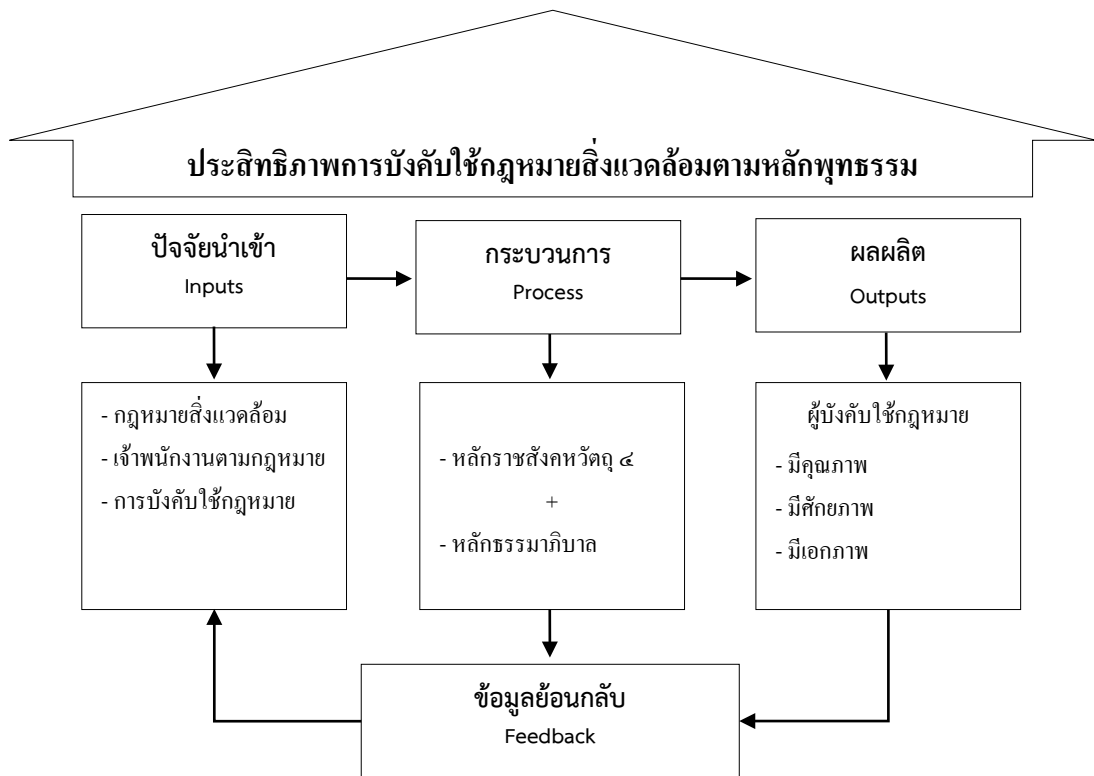 ประสิทธิภาพการบังคับใช้กฎหมายสิ่งแวดล้อมตามหลักพุทธรรม
ปัจจัยนำเข้า
Inputs
กระบวนการ
Process
ผลผลิต
Outputs
- กฎหมายสิ่งแวดล้อม
- เจ้าพนักงานตามกฎหมาย
- การบังคับใช้กฎหมาย
- หลักราชสังคหวัตถุ ๔
+
- หลักธรรมาภิบาล
ผู้บังคับใช้กฎหมาย
- มีคุณภาพ
- มีศักยภาพ
- มีเอกภาพ
ข้อมูลย้อนกลับ
Feedback